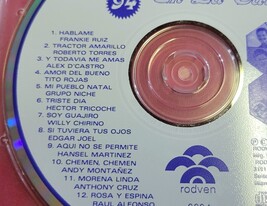 94
1. HABLAME
FRANKIE RUIZ
2. TRACTOR AMARILLO
ROBERTO TORRES
3. Y TODAVIA ME AMAS
ALEX D'CASTRO
4. AMOR DEL BUENO
TITO ROJAS
5. MI PUEBLO NATAL
GRUPO NICHE
6. TRISTE DIA
HECTOR TRICOCHE
7. SOY GUAJIRO
WILLY CHIRINO
8. SI TUVIERA TUS OJOS
EDGAR JOEL
9. AQUI NO SE PERMITE
HANSEL MARTINEZ
10. CHEMEN, CHEMEN
ANDY MONTAÑEZ
11. MORENA LINDA
ANTHONY CRUZ
12. ROSA Y ESPINA
RAUL ALFONSO
rodven